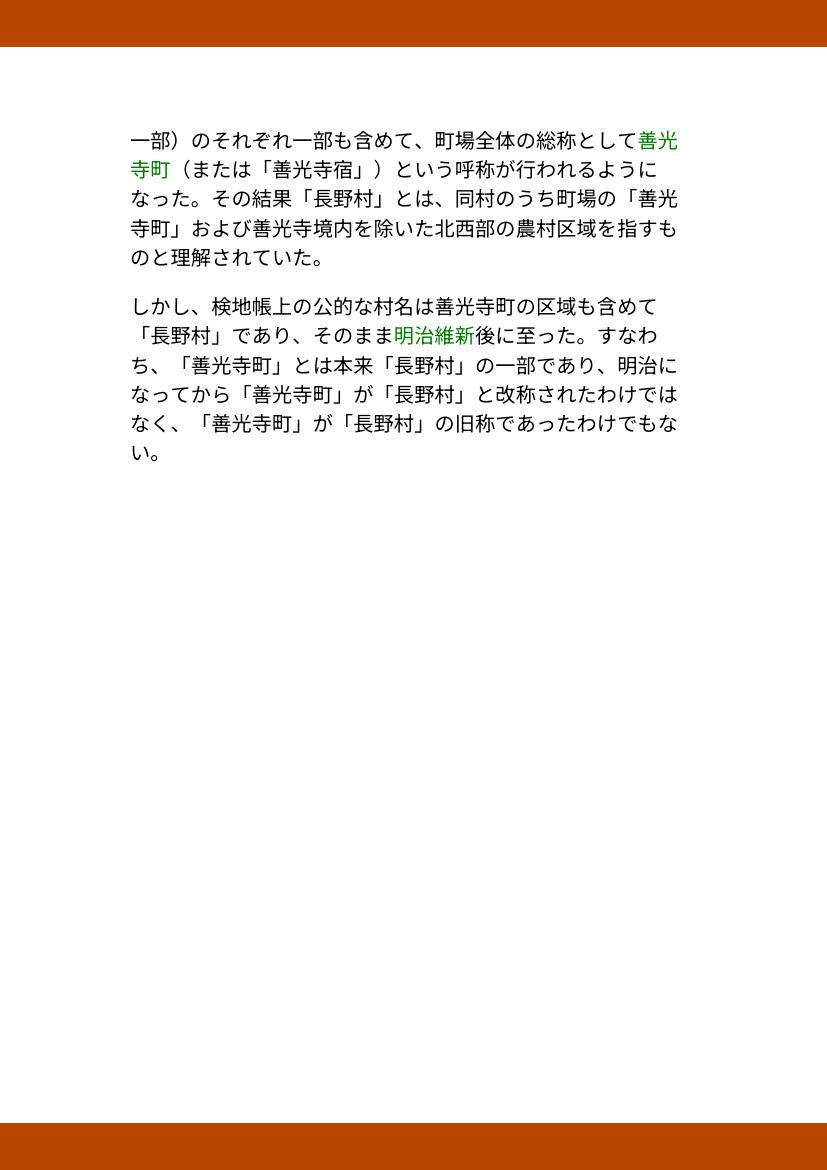 一部）のそれぞれ一部も含めて、町場全体の総称として善光
寺町（または「善光寺宿」）という呼称が行われるように
なった。その結果「長野村」とは、同村のうち町場の「善光
寺町」および善光寺境内を除いた北西部の農村区域を指すも
のと理解されていた。
しかし、検地帳上の公的な村名は善光寺町の区域も含めて
「長野村」であり、そのまま明治維新後に至った。すなわ
ち、「善光寺町」とは本来「長野村」の一部であり、明治に
なってから「善光寺町」が「長野村」と改称されたわけでは
なく、「善光寺町」が「長野村」の旧称であったわけでもな
い。